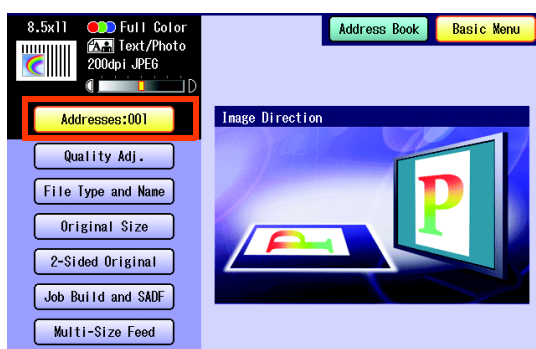 8.5x11 Full Color
Text/Photo
200dpi JPEG
Address Book
Basic Menu
Addresses:001
Quality Adj.
File Type and Name
Original Size
2-Sided Original
Job Build and SADF
Multi-Size Feed
Image Direction
P
P